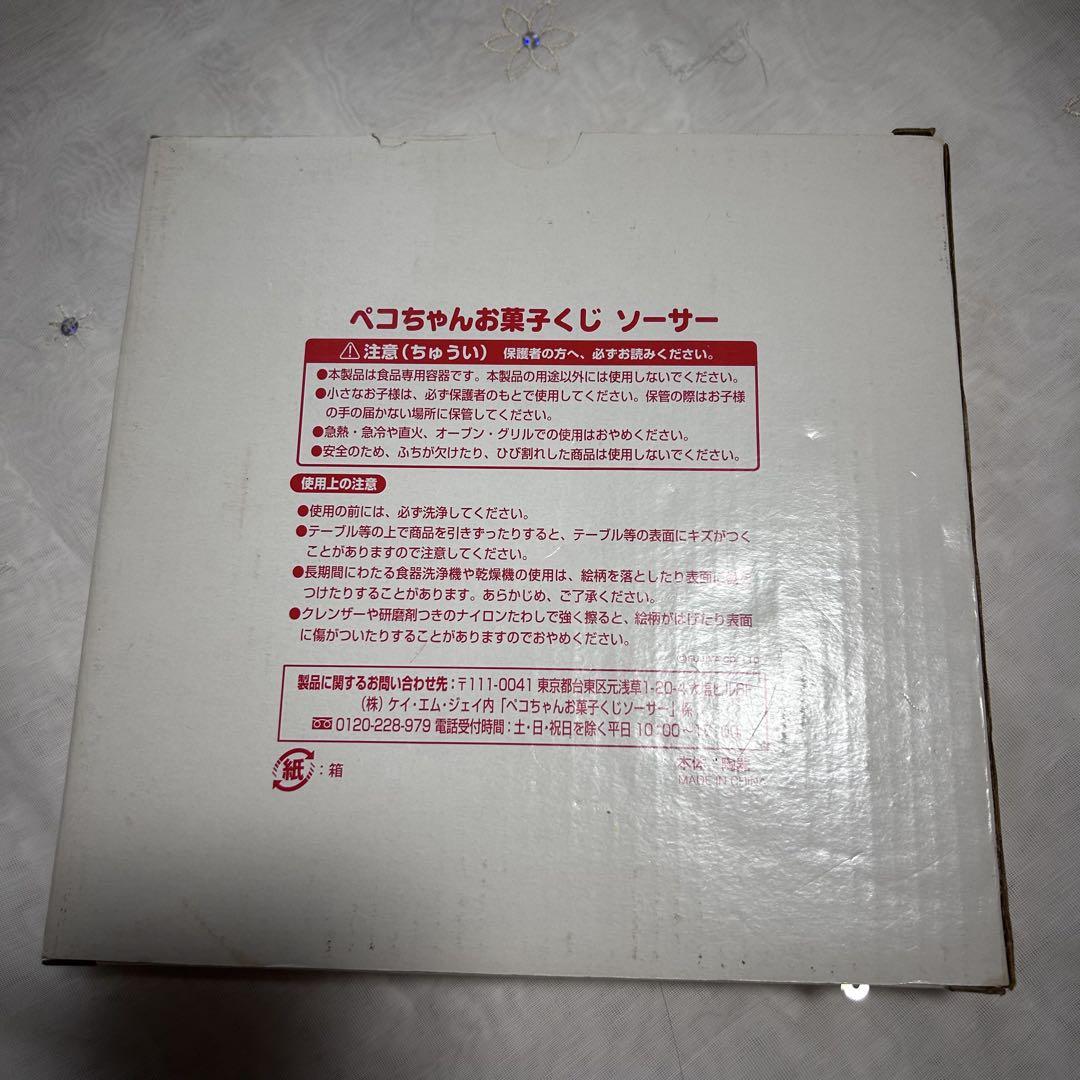 ペコちゃんお菓子くじ ソーサー
⚠注意(ちゅうい) 保護者の方へ、必ずお読みください。
●本製品は食品専用容器です。本製品の用途以外には使用しないでください。
●小さなお子様は、必ず保護者のもとで使用してください。保管の際はお子様
の手の届かない場所に保管してください。
●急熱・急冷や直火、オーブン・グリルでの使用はおやめください。
●安全のため、ふちが欠けたり、ひび割れした商品は使用しないでください。
使用上の注意
●使用の前には、必ず洗浄してください。
●テーブル等の上で商品を引きずったりすると、テーブル等の表面にキズがつく
ことがありますので注意してください。
●長期間にわたる食器洗浄機や乾燥機の使用は、絵柄を落としたり表面に
つけたりすることがあります。あらかじめ、ご了承ください。
●クレンザーや研磨剤つきのナイロンたわしで強く擦ると、絵柄がはげたり表面
に傷がついたりすることがありますのでおやめください。
©FUJIYA CO., LTD.
製品に関するお問い合わせ先:〒111-0041 東京都台東区元浅草1-20-4
(株)ケイ・エム・ジェイ内「ペコちゃんお菓子くじソーサー」係
0120-228-979 電話受付時間:土・日・祝日を除く平日 10:00~
紙:箱
本体:陶器
MADE IN CHINA